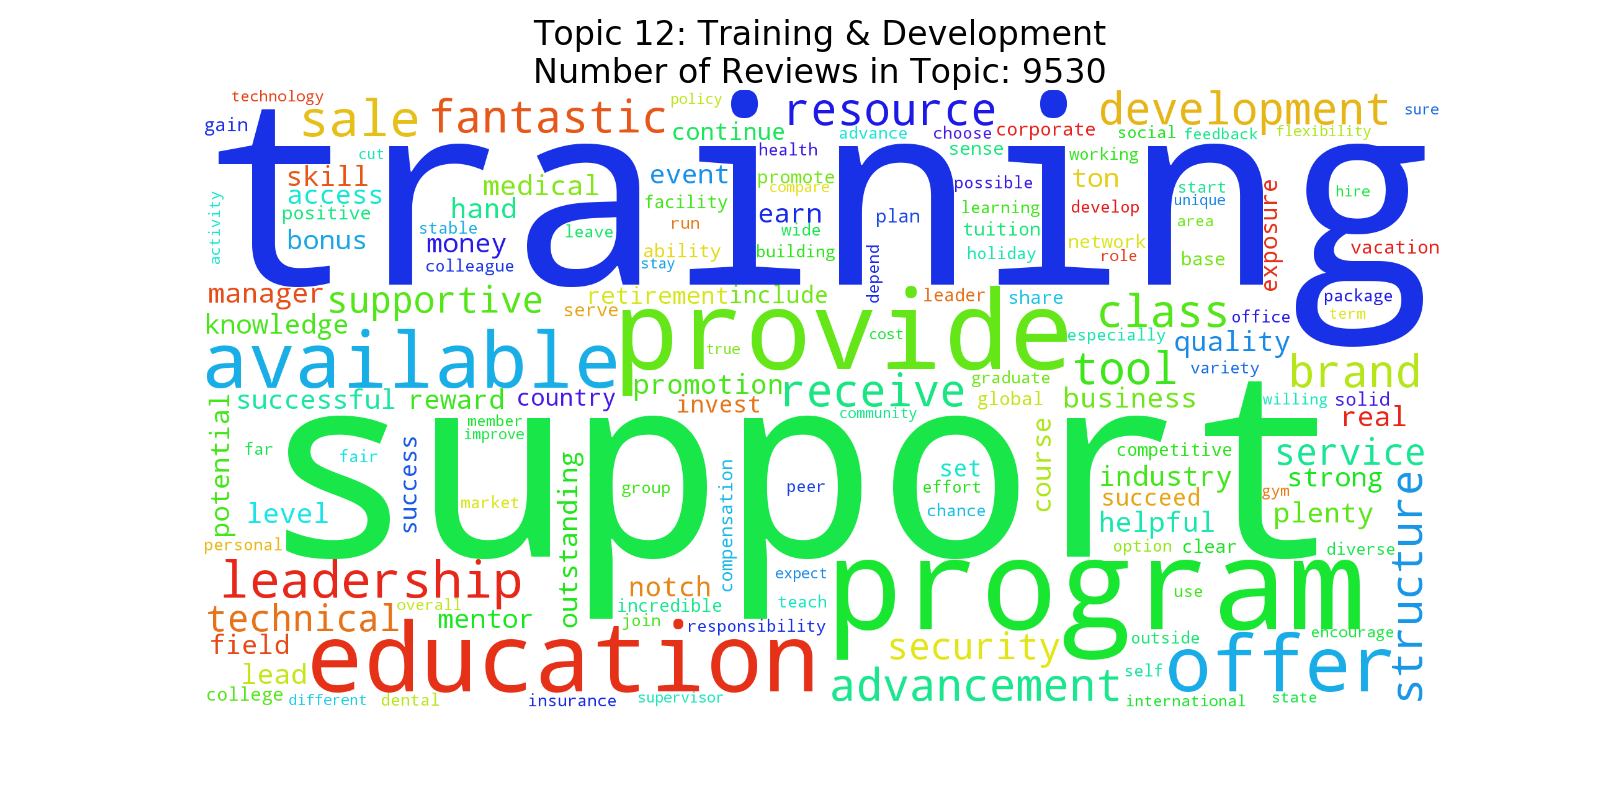 Topic 12: Training & Development
Number of Reviews in Topic: 9530
technology
policy
gain
sale
fantastic
resource
development
sure
continue
advance
choose
corporate
social
feedback
flexibility
training
cut
health
sense
working
skill
access
medical
event
promote
compare
possible
ton
start
unique
hire
activity
positive
stable
hand
facility
earn
plan
learning
develop
area
exposure
bonus
money
leave
run
wide
tuition
network
base
vacation
colleague
ability
stay
building
depend
holiday
role
manager
supportive
retirement
include
leader
share
package
knowledge
serve
provide
class
office
term
available
true
cost
especially
quality
tool
variety
brand
promotion
receive
graduate
successful
reward
country
invest
community
global
business
willing
solid
real
potential
support
member
improve
far
fair
success
outstanding
group
compensation
peer
set
effort
chance
course
competitive
industry
succeed
service
strong
gym
level
market
helpful
plenty
structure
personal
option
clear
diverse
leadership
notch
expect
program
incredible
teach
use
technical
overall
mentor
join
responsibility
field
education
security
outside
offer
encourage
lead
advancement
self
college
different
dental
insurance
supervisor
international
state